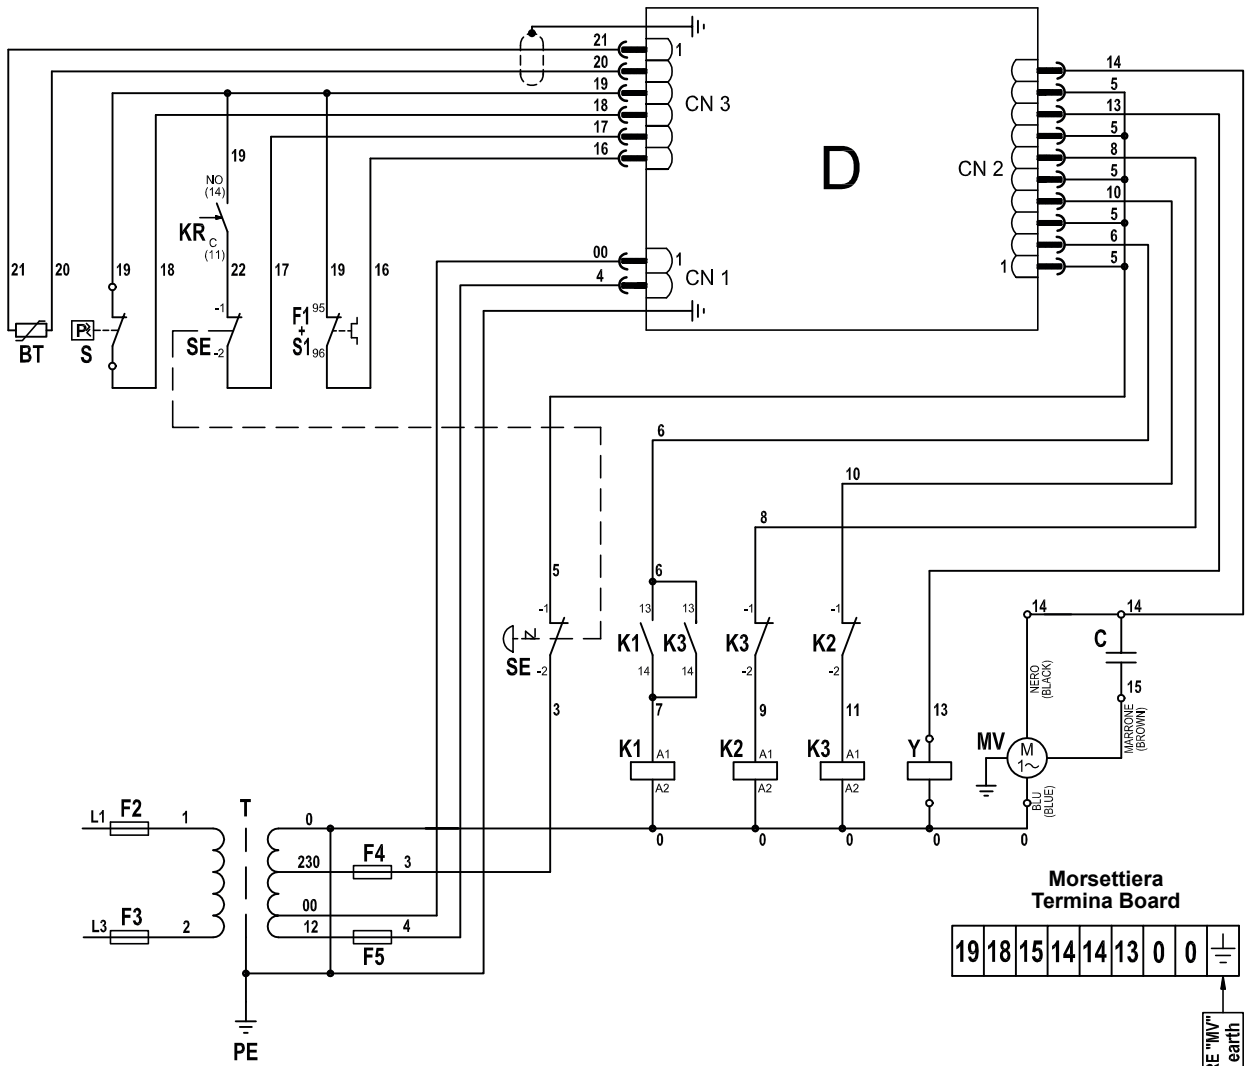 21
1
20
19
CN 3
18
17
16
14
5
13
5
8
CN 2
5
10
5
6
1
5
D
19
NO
(14)
KR
C
(11)
00
1
4
CN 1
21
20
19
18
22
17
19
16
-1
F1
95
+
P
BT
S
SE
-2
S1
96
6
10
8
5
6
-1
13
13
-1
-1
14
14
SE
K1
K3
K3
K2
C
-2
14
14
-2
-2
NERO
(BLACK)
15
MARRONE
(BROWN)
3
7
9
11
13
K1
A1
K2
A1
K3
A1
Y
MV
M
1~
A2
A2
A2
BLU
(BLUE)
L1
F2
1
T
0
0
0
0
0
0
230
F4
3
L3
F3
2
00
12
4
F5
PE
Morsettiera
Termina Board
19 18 15 14 14 13 0 0
RE "MV"
earth